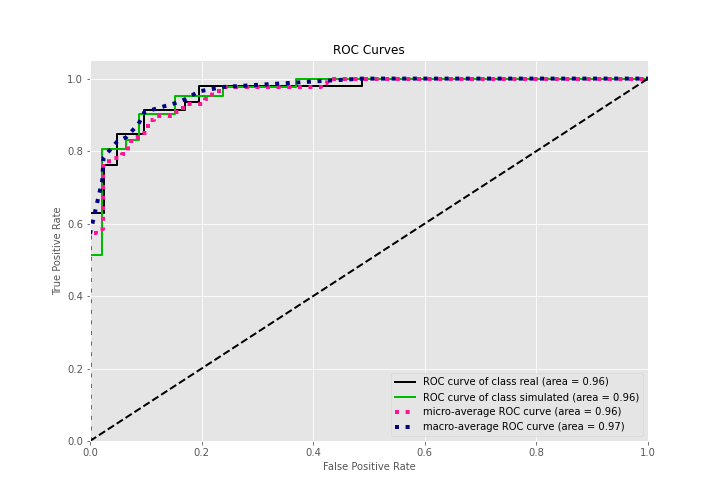 ROC Curves
True Positive Rate
1.0
0.8
0.6
0.4
0.2
0.0
0.0 0.2 0.4 0.6 0.8 1.0
False Positive Rate
ROC curve of class real (area = 0.96)
ROC curve of class simulated (area = 0.96)
micro-average ROC curve (area = 0.96)
macro-average ROC curve (area = 0.97)